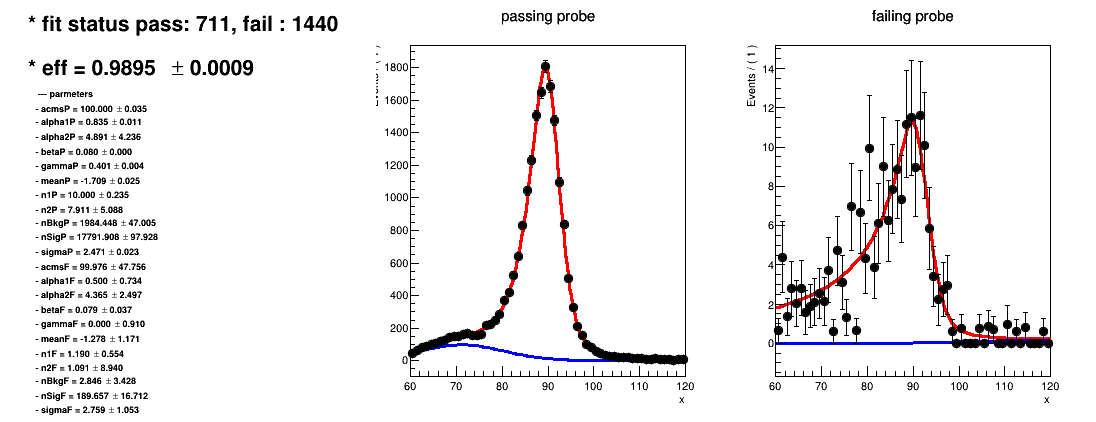 * fit status pass: 711, fail : 1440
* eff = 0.9895 ± 0.0009
--- parmeters
- acmsP = 100.000 ± 0.035
- alpha1P = 0.835 ± 0.011
- alpha2P = 4.891 ± 4.236
- betaP = 0.080 ± 0.000
- gammaP = 0.401 ± 0.004
- meanP = -1.709 ± 0.025
- n1P = 10.000 ± 0.235
- n2P = 7.911 ± 5.088
- nBkgP = 1984.448 ± 47.005
- nSigP = 17791.908 ± 97.928
- sigmaP = 2.471 ± 0.023
- acmsF = 99.976 ± 47.756
- alpha1F = 0.500 ± 0.734
- alpha2F = 4.365 ± 2.497
- betaF = 0.079 ± 0.037
- gammaF = 0.000 ± 0.910
- meanF = -1.278 ± 1.171
- n1F = 1.190 ± 0.554
- n2F = 1.091 ± 8.940
- nBkgF = 2.846 ± 3.428
- nSigF = 189.657 ± 16.712
- sigmaF = 2.759 ± 1.053
passing probe
1800
1600
1400
1200
1000
800
600
400
200
0
60 70 80 90 100 110 120
x
failing probe
Events / ( 1 )
14
12
10
8
6
4
2
0
60 70 80 90 100 110 120
x